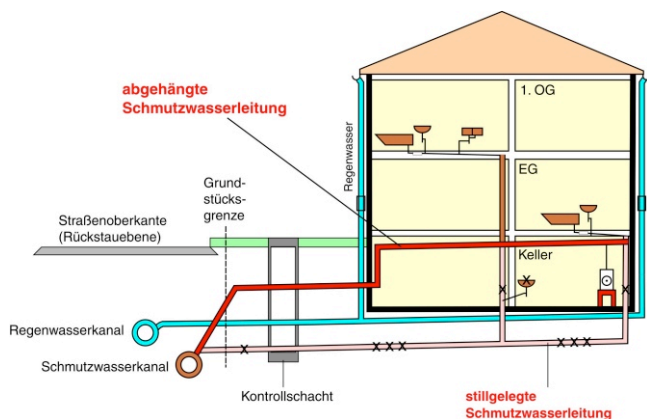 abgehängte
Schmutzwasserleitung
1. OG
Regenwasser
EG
Grund-
stücks-
grenze
Straßenoberkante
(Rückstauebene)
Keller
Regenwasserkanal
Schmutzwasserkanal
Kontrollschacht
stillgelegte
Schmutzwasserleitung